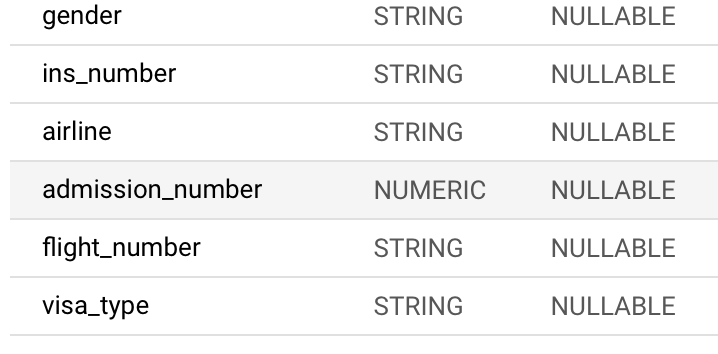 gender STRING NULLABLE
ins_number STRING NULLABLE
airline STRING NULLABLE
admission_number NUMERIC NULLABLE
flight_number STRING NULLABLE
visa_type STRING NULLABLE